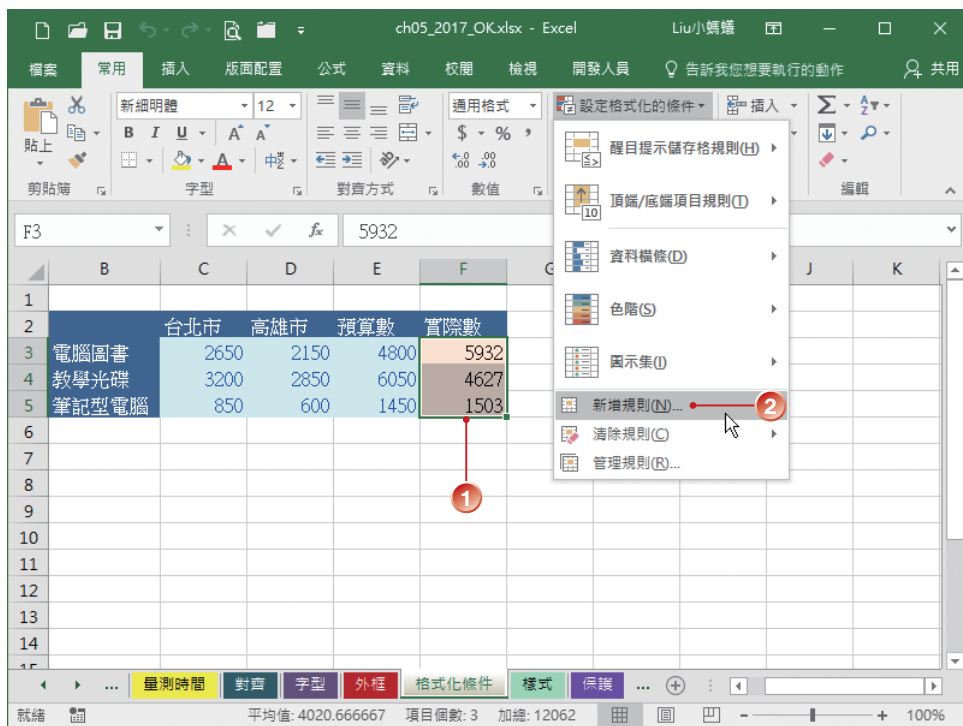 ch05_2017_OK.xlsx - Excel Liu小螞蟻
檔案 常用 插入 版面配置 公式 資料 校閱 檢視 開發人員 告訴我您想要執行的動作 共用
貼上 新細明體 12 通用格式 設定格式化的條件 插入 Σ
B I U A A 中 $ % ,
剪貼簿 字型 對齊方式 數值 編輯
醒目提示儲存格規則(H)
頂端/底端項目規則(T)
10
資料橫條(D)
色階(S)
圖示集(I)
新增規則(N)... 2
清除規則(C)
管理規則(R)...
F3 fx 5932
B C D E F G J K
1
2 台北市 高雄市 預算數 實際數
3 電腦圖書 2650 2150 4800 5932
4 教學光碟 3200 2850 6050 4627
5 筆記型電腦 850 600 1450 1503
6
7
8
1
9
10
11
12
13
14
... 量測時間 對齊 字型 外框 格式化條件 樣式 保護 ...
就緒 平均值: 4020.666667 項目個數: 3 加總: 12062 100%